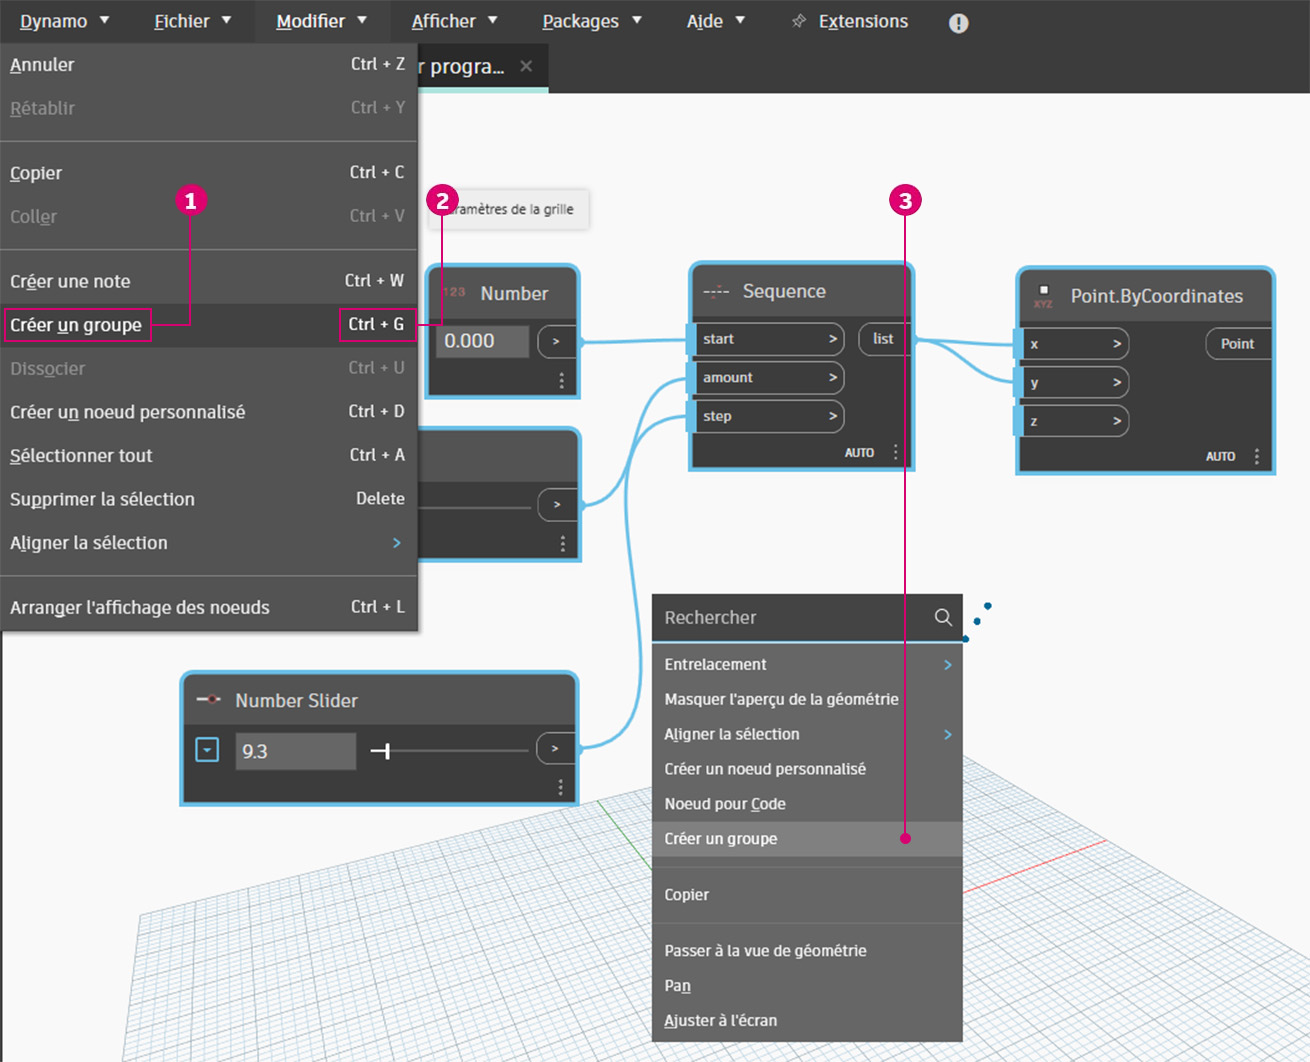 Dynamo Fichier Modifier Afficher Packages Aide Extensions
r progra...
Annuler Ctrl + Z
Rétablir Ctrl + Y
Copier Ctrl + C
Coller Ctrl + V
Créer une note Ctrl + W
Créer un groupe Ctrl + G
Dissocier Ctrl + U
Créer un noeud personnalisé Ctrl + D
Sélectionner tout Ctrl + A
Supprimer la sélection Delete
Aligner la sélection >
Arranger l'affichage des noeuds Ctrl + L
1
2
3
ramètres de la grille
123 Number
0.000 >
>
Sequence
start > list
amount >
step >
AUTO
XYZ Point.ByCoordinates
x > Point
y >
z >
AUTO
Number Slider
9.3 >
Rechercher
Entrelacement >
Masquer l'aperçu de la géométrie
Aligner la sélection >
Créer un noeud personnalisé
Noeud pour Code
Créer un groupe
Copier
Passer à la vue de géométrie
Pan
Ajuster à l'écran